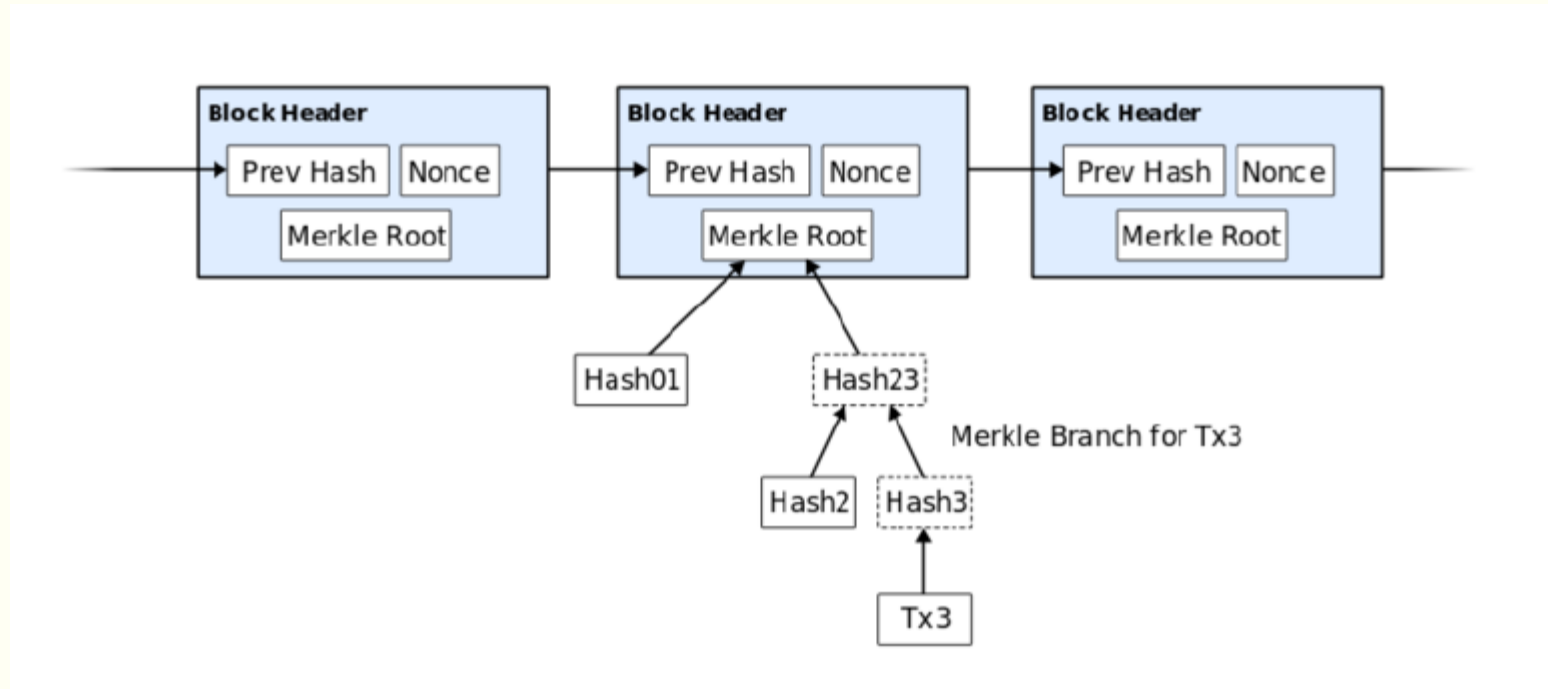 Block Header
Prev Hash Nonce
Merkle Root
Block Header
Prev Hash Nonce
Merkle Root
Block Header
Prev Hash Nonce
Merkle Root
Hash01
Hash23
Merkle Branch for Tx3
Hash2
Hash3
Tx3